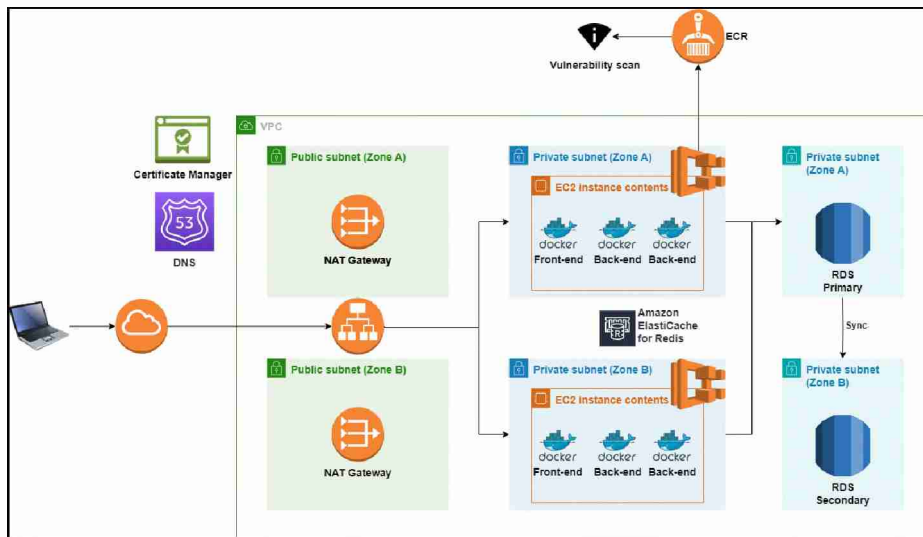 ECR
Vulnerability scan
VPC
Certificate Manager
53
DNS
Public subnet (Zone A)
NAT Gateway
Private subnet (Zone A)
EC2 instance contents
docker docker docker
Front-end Back-end Back-end
Private subnet
(Zone A)
RDS
Primary
Amazon
ElastiCache
for Redis
R
Sync
Public subnet (Zone B)
NAT Gateway
Private subnet (Zone B)
EC2 instance contents
docker docker docker
Front-end Back-end Back-end
Private subnet
(Zone B)
RDS
Secondary